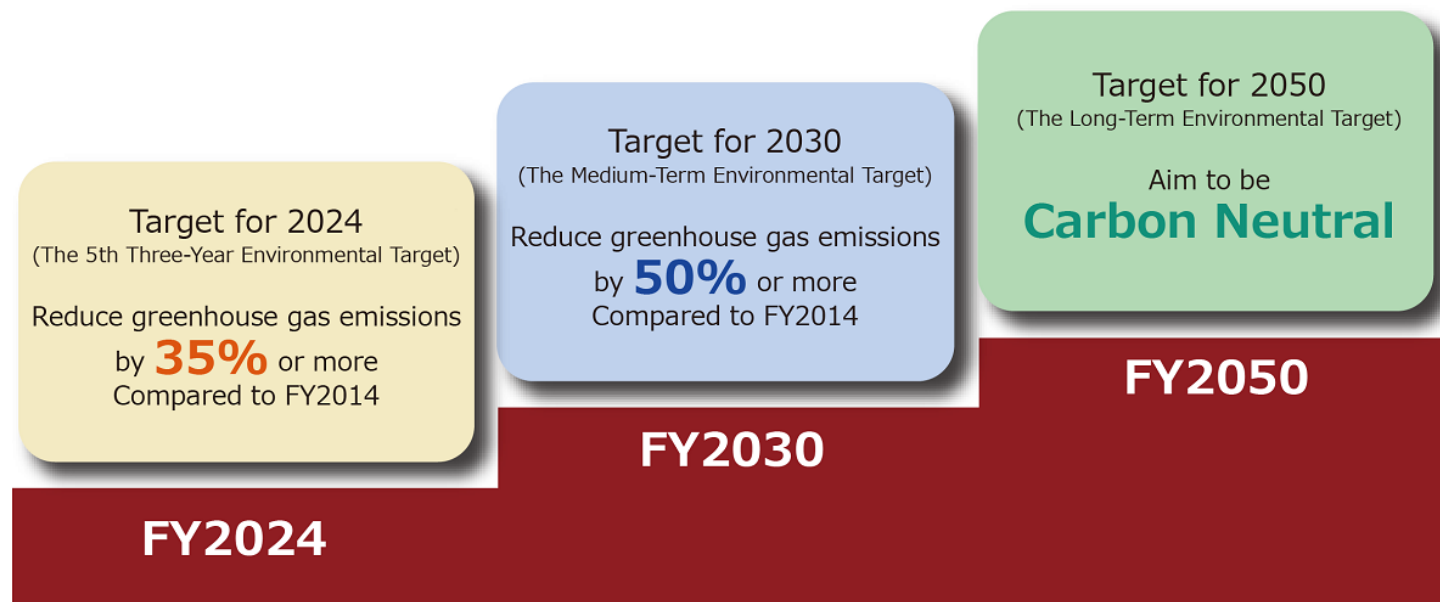 Target for 2024
(The 5th Three-Year Environmental Target)
Reduce greenhouse gas emissions
by 35% or more
Compared to FY2014
FY2024
Target for 2030
(The Medium-Term Environmental Target)
Reduce greenhouse gas emissions
by 50% or more
Compared to FY2014
FY2030
Target for 2050
(The Long-Term Environmental Target)
Aim to be
Carbon Neutral
FY2050